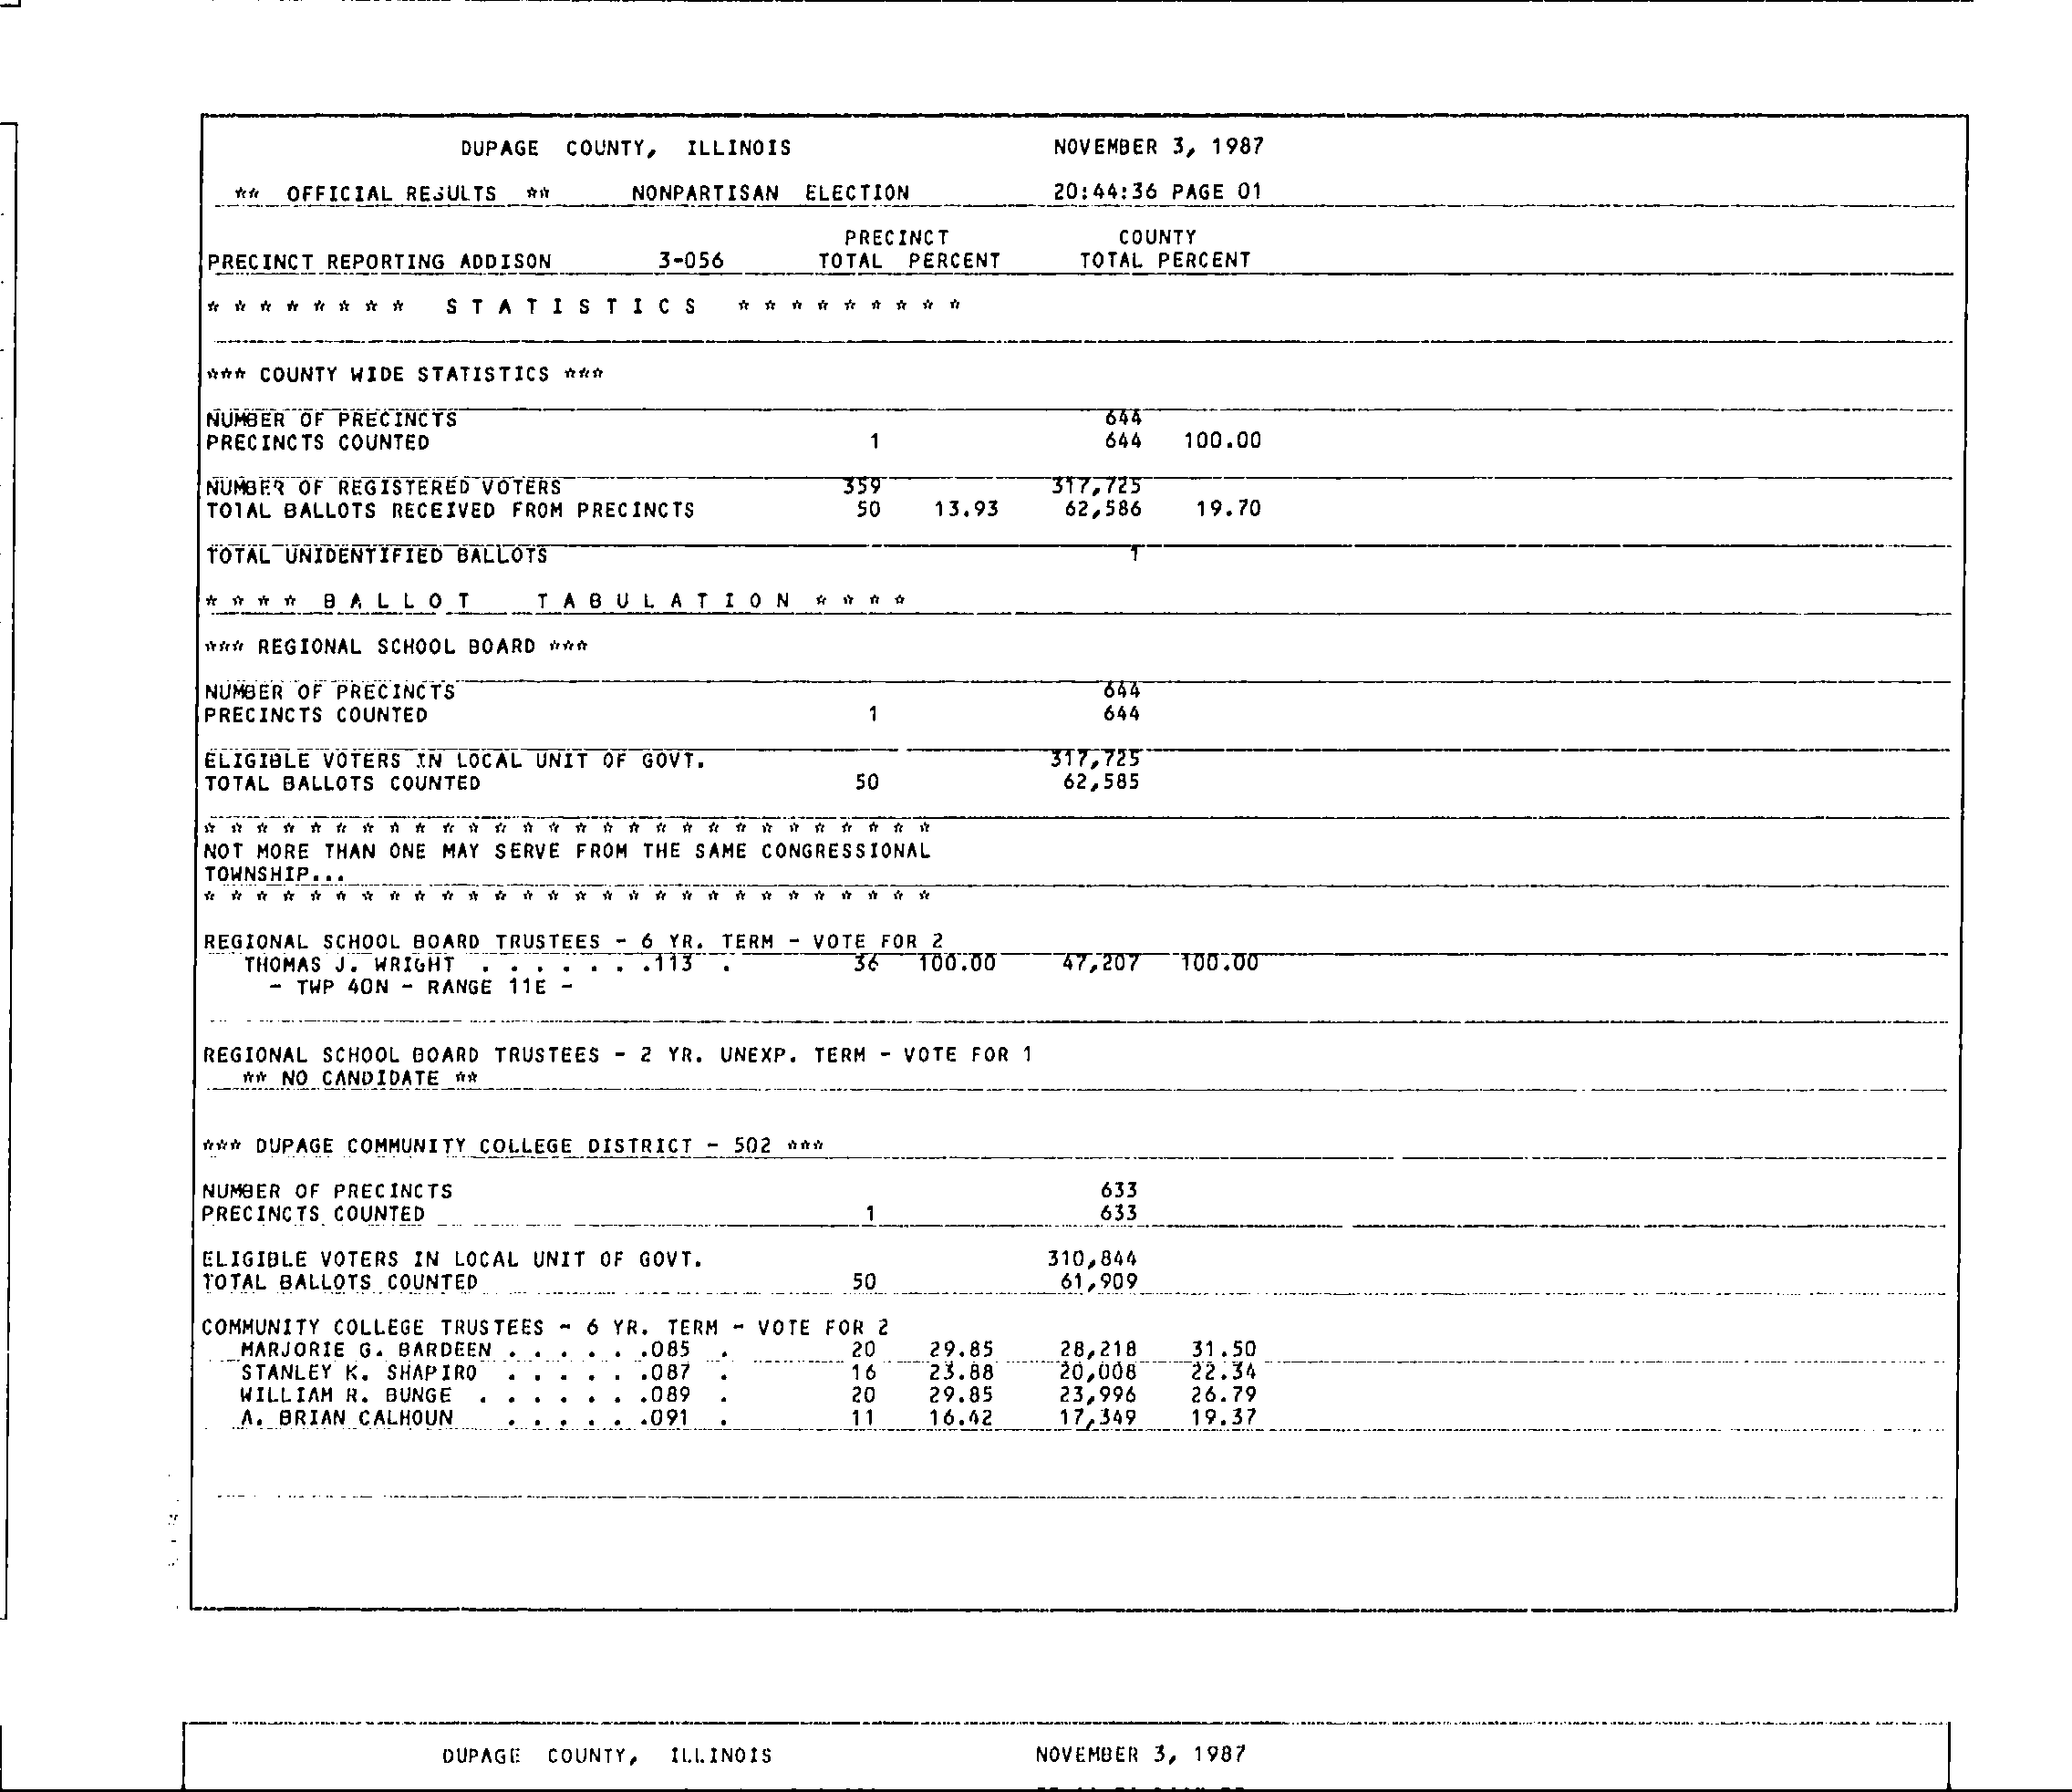 DUPAGE COUNTY, ILLINOIS NOVEMBER 3, 1987
** OFFICIAL RESULTS ** NONPARTISAN ELECTION 20:44:36 PAGE 01
PRECINCT COUNTY
PRECINCT REPORTING ADDISON 3-056 TOTAL PERCENT TOTAL PERCENT
* * * * * * * * S T A T I S T I C S * * * * * * * * *
*** COUNTY WIDE STATISTICS ***
NUMBER OF PRECINCTS 644
PRECINCTS COUNTED 1 644 100.00
NUMBER OF REGISTERED VOTERS 359 317,725
TOTAL BALLOTS RECEIVED FROM PRECINCTS 50 13.93 62,586 19.70
TOTAL UNIDENTIFIED BALLOTS 1
* * * * B A L L O T T A B U L A T I O N * * * *
*** REGIONAL SCHOOL BOARD ***
NUMBER OF PRECINCTS 644
PRECINCTS COUNTED 1 644
ELIGIBLE VOTERS IN LOCAL UNIT OF GOVT. 317,725
TOTAL BALLOTS COUNTED 50 62,585
* * * * * * * * * * * * * * * * * * * * * * * * * * * *
NOT MORE THAN ONE MAY SERVE FROM THE SAME CONGRESSIONAL
TOWNSHIP...
* * * * * * * * * * * * * * * * * * * * * * * * * * * *
REGIONAL SCHOOL BOARD TRUSTEES - 6 YR. TERM - VOTE FOR 2
THOMAS J. WRIGHT . . . . . . .113 . 36 100.00 47,207 100.00
- TWP 40N - RANGE 11E -
REGIONAL SCHOOL BOARD TRUSTEES - 2 YR. UNEXP. TERM - VOTE FOR 1
** NO CANDIDATE **
*** DUPAGE COMMUNITY COLLEGE DISTRICT - 502 ***
NUMBER OF PRECINCTS 633
PRECINCTS COUNTED 1 633
ELIGIBLE VOTERS IN LOCAL UNIT OF GOVT. 310,844
TOTAL BALLOTS COUNTED 50 61,909
COMMUNITY COLLEGE TRUSTEES - 6 YR. TERM - VOTE FOR 2
MARJORIE G. BARDEEN . . . . . .085 . 20 29.85 28,218 31.50
STANLEY K. SHAPIRO . . . . . .087 . 16 23.88 20,008 22.34
WILLIAM R. BUNGE . . . . . . .089 . 20 29.85 23,996 26.79
A. BRIAN CALHOUN . . . . . .091 . 11 16.42 17,349 19.37
DUPAGE COUNTY, ILLINOIS NOVEMBER 3, 1987